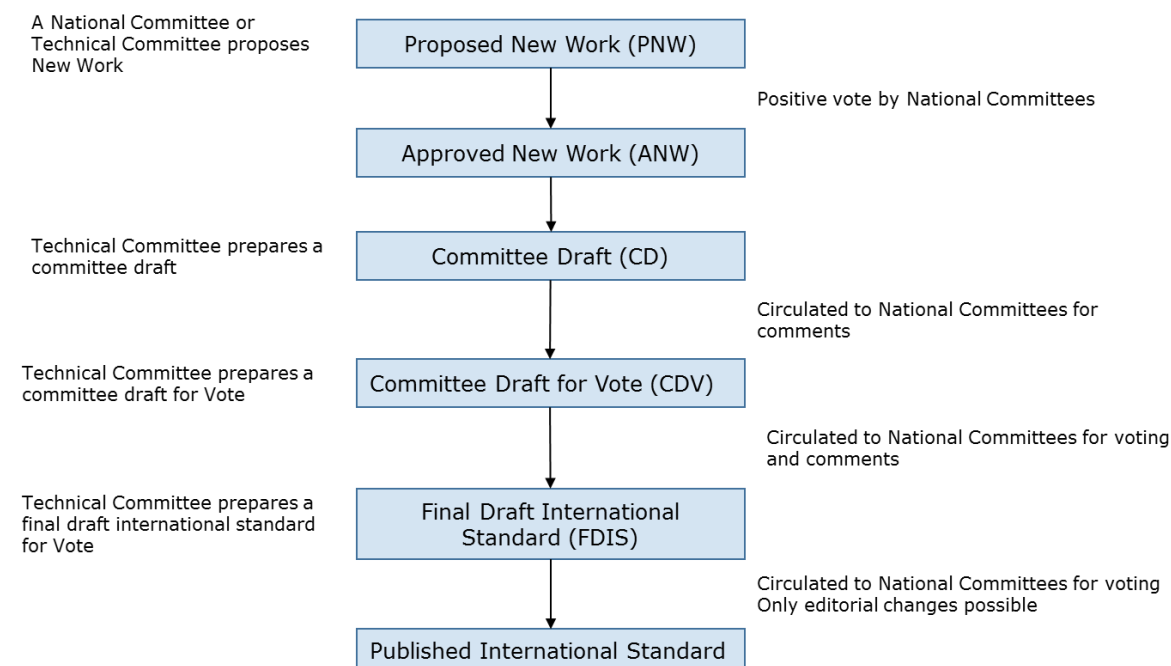 A National Committee or
Technical Committee proposes
New Work
Proposed New Work (PNW)
Positive vote by National Committees
Approved New Work (ANW)
Technical Committee prepares a
committee draft
Committee Draft (CD)
Circulated to National Committees for
comments
Technical Committee prepares a
committee draft for Vote
Committee Draft for Vote (CDV)
Circulated to National Committees for voting
and comments
Technical Committee prepares a
final draft international standard
for Vote
Final Draft International
Standard (FDIS)
Circulated to National Committees for voting
Only editorial changes possible
Published International Standard